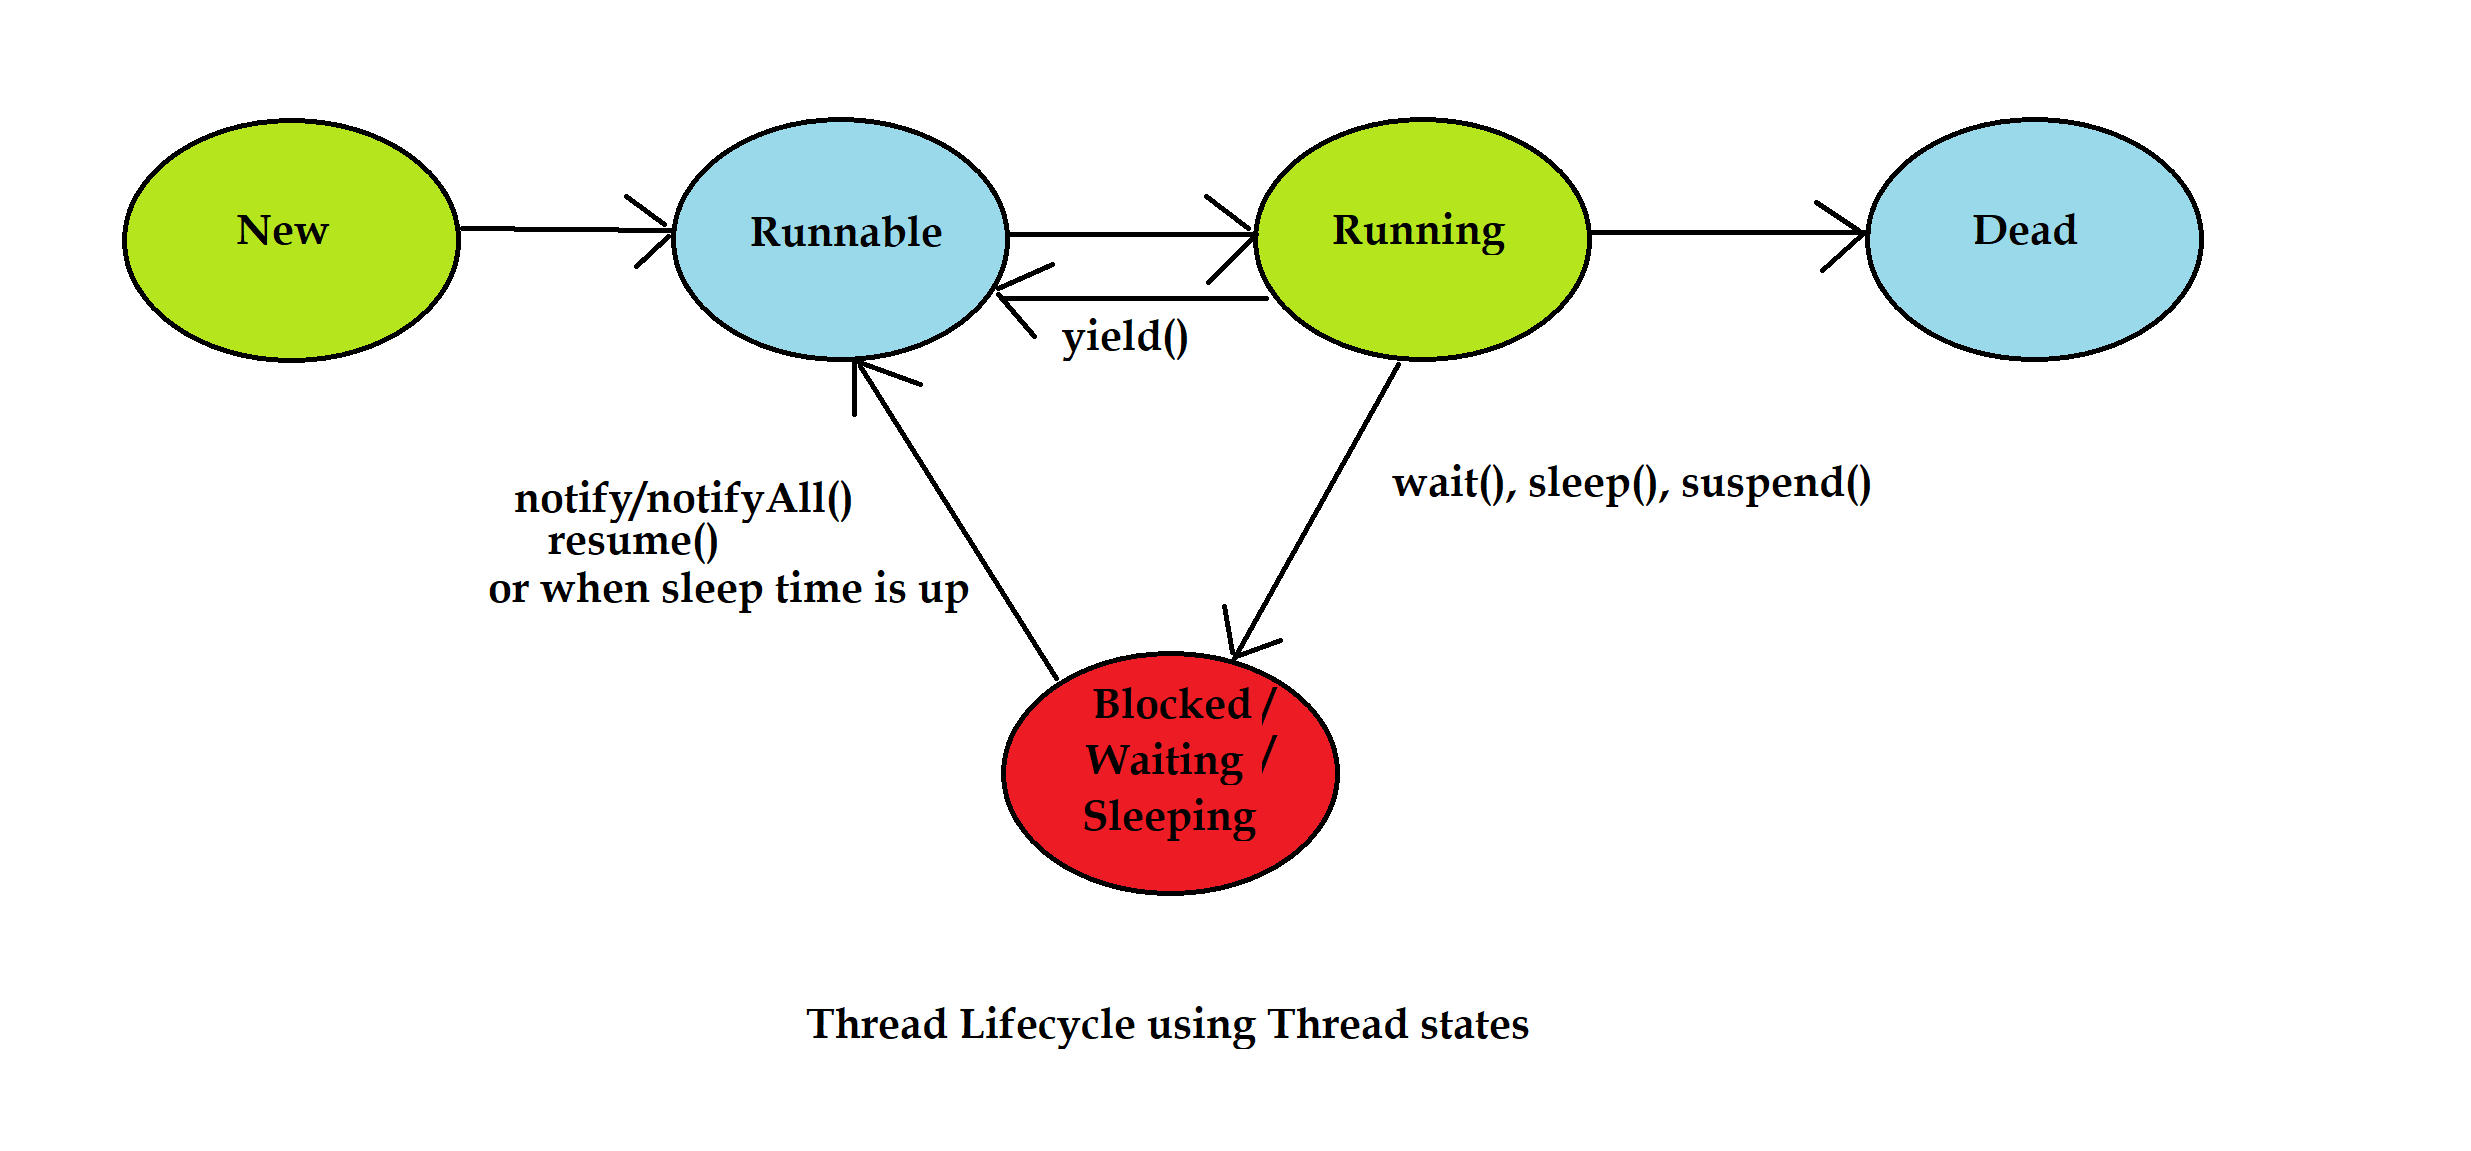 New
Runnable
Running
Dead
yield()
wait(), sleep(), suspend()
notify/notifyAll()
resume()
or when sleep time is up
Blocked /
Waiting /
Sleeping
Thread Lifecycle using Thread states